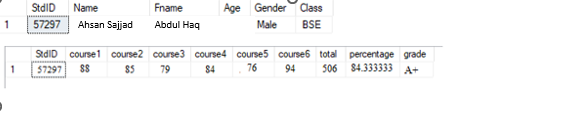 StdID Name Fname Age Gender Class
1 57297 Ahsan Sajjad Abdul Haq Male BSE
StdID course1 course2 course3 course4 course5 course6 total percentage grade
1 57297 88 85 79 84 . 76 94 506 84.333333 A+